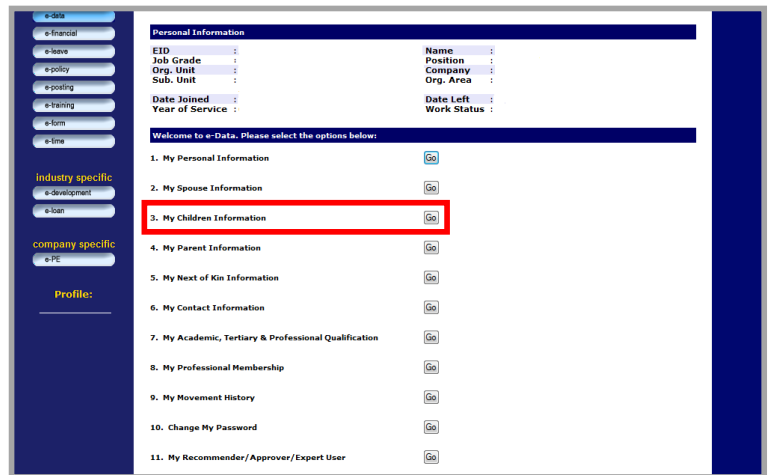 e-data
e-financial
e-leave
e-policy
e-posting
e-training
e-form
e-time
industry specific
e-development
e-loan
company specific
e-PE
Profile:
Personal Information
EID : Name :
Job Grade : Position :
Org. Unit : Company :
Sub. Unit : Org. Area :
Date Joined : Date Left :
Year of Service : Work Status :
Welcome to e-Data. Please select the options below:
1. My Personal Information Go
2. My Spouse Information Go
3. My Children Information Go
4. My Parent Information Go
5. My Next of Kin Information Go
6. My Contact Information Go
7. My Academic, Tertiary & Professional Qualification Go
8. My Professional Membership Go
9. My Movement History Go
10. Change My Password Go
11. My Recommender/Approver/Expert User Go